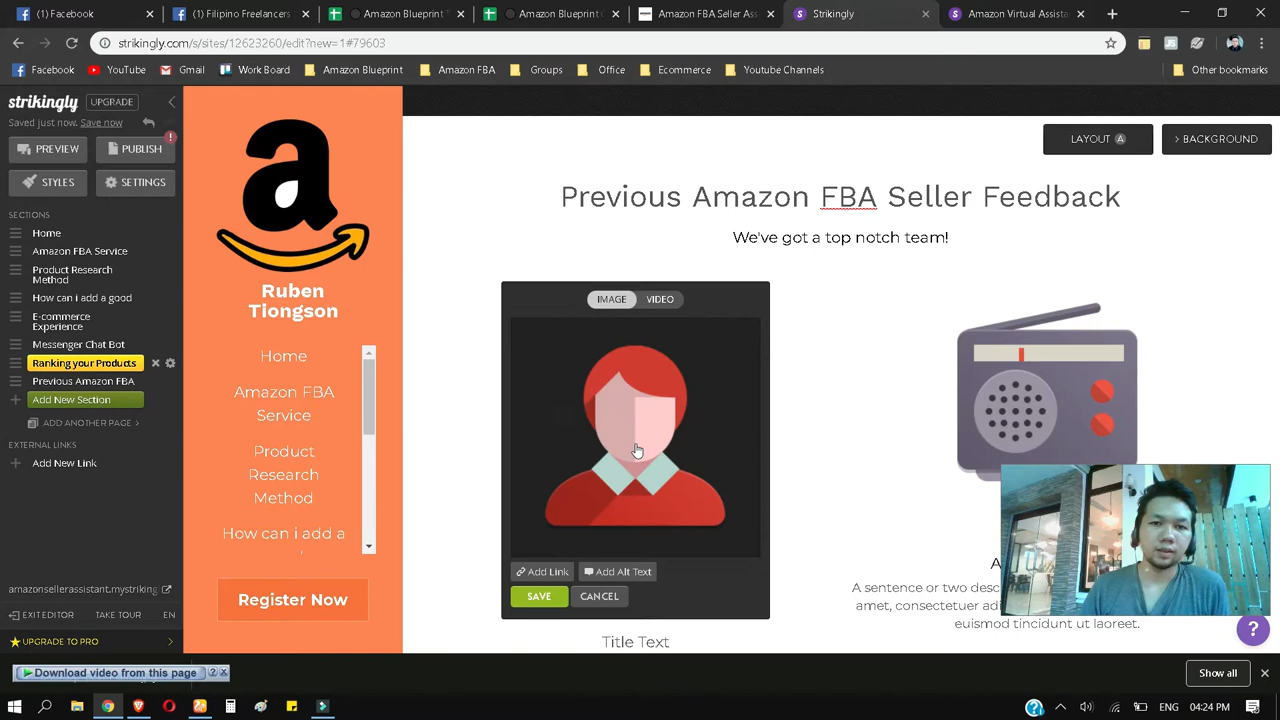 (1) Facebook
(1) Filipino Freelancers
Amazon Blueprint
Amazon Blueprint
Amazon FBA Seller Ass
Strikingly
Amazon Virtual Assista
strikingly.com/s/sites/12623260/edit?new=1#79603
Facebook
YouTube
Gmail
Work Board
Amazon Blueprint
Amazon FBA
Groups
Office
Ecommerce
Youtube Channels
Other bookmarks
strikingly
UPGRADE
Saved just now. Save now
PREVIEW
PUBLISH
STYLES
SETTINGS
SECTIONS
Home
Amazon FBA Service
Product Research
Method
How can i add a good
E-commerce
Experience
Messenger Chat Bot
Ranking your Products
Previous Amazon FBA
Add New Section
ADD ANOTHER PAGE
EXTERNAL LINKS
Add New Link
amazonsellerassistant.mystriking
EXIT EDITOR
TAKE TOUR
EN
UPGRADE TO PRO
Ruben
Tiongson
Home
Amazon FBA
Service
Product
Research
Method
How can i add a
Register Now
LAYOUT A
BACKGROUND
Previous Amazon FBA Seller Feedback
We've got a top notch team!
IMAGE
VIDEO
Add Link
Add Alt Text
SAVE
CANCEL
Title Text
A
A sentence or two desc
amet, consectetuer adi
euismod tincidunt ut laoreet.
?
Download video from this page
? x
Show all
ENG
04:24 PM